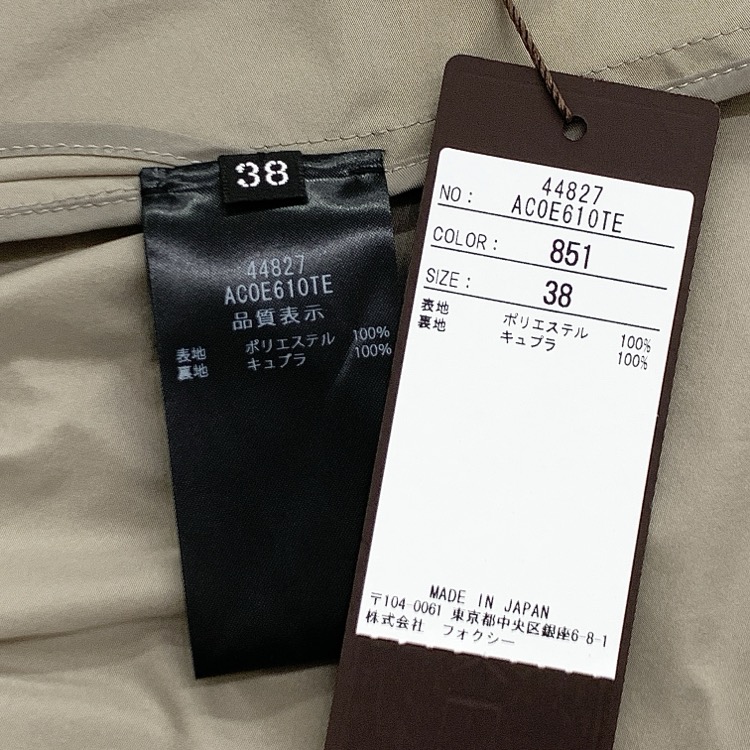 38
44827
ACOE610TE
品質表示
表地 ポリエステル 100%
裏地 キュプラ 100%
NO: 44827
ACOE610TE
COLOR: 851
SIZE: 38
表地 ポリエステル 100%
裏地 キュプラ 100%
MADE IN JAPAN
〒104-0061 東京都中央区銀座6-8-1
株式会社 フォクシー